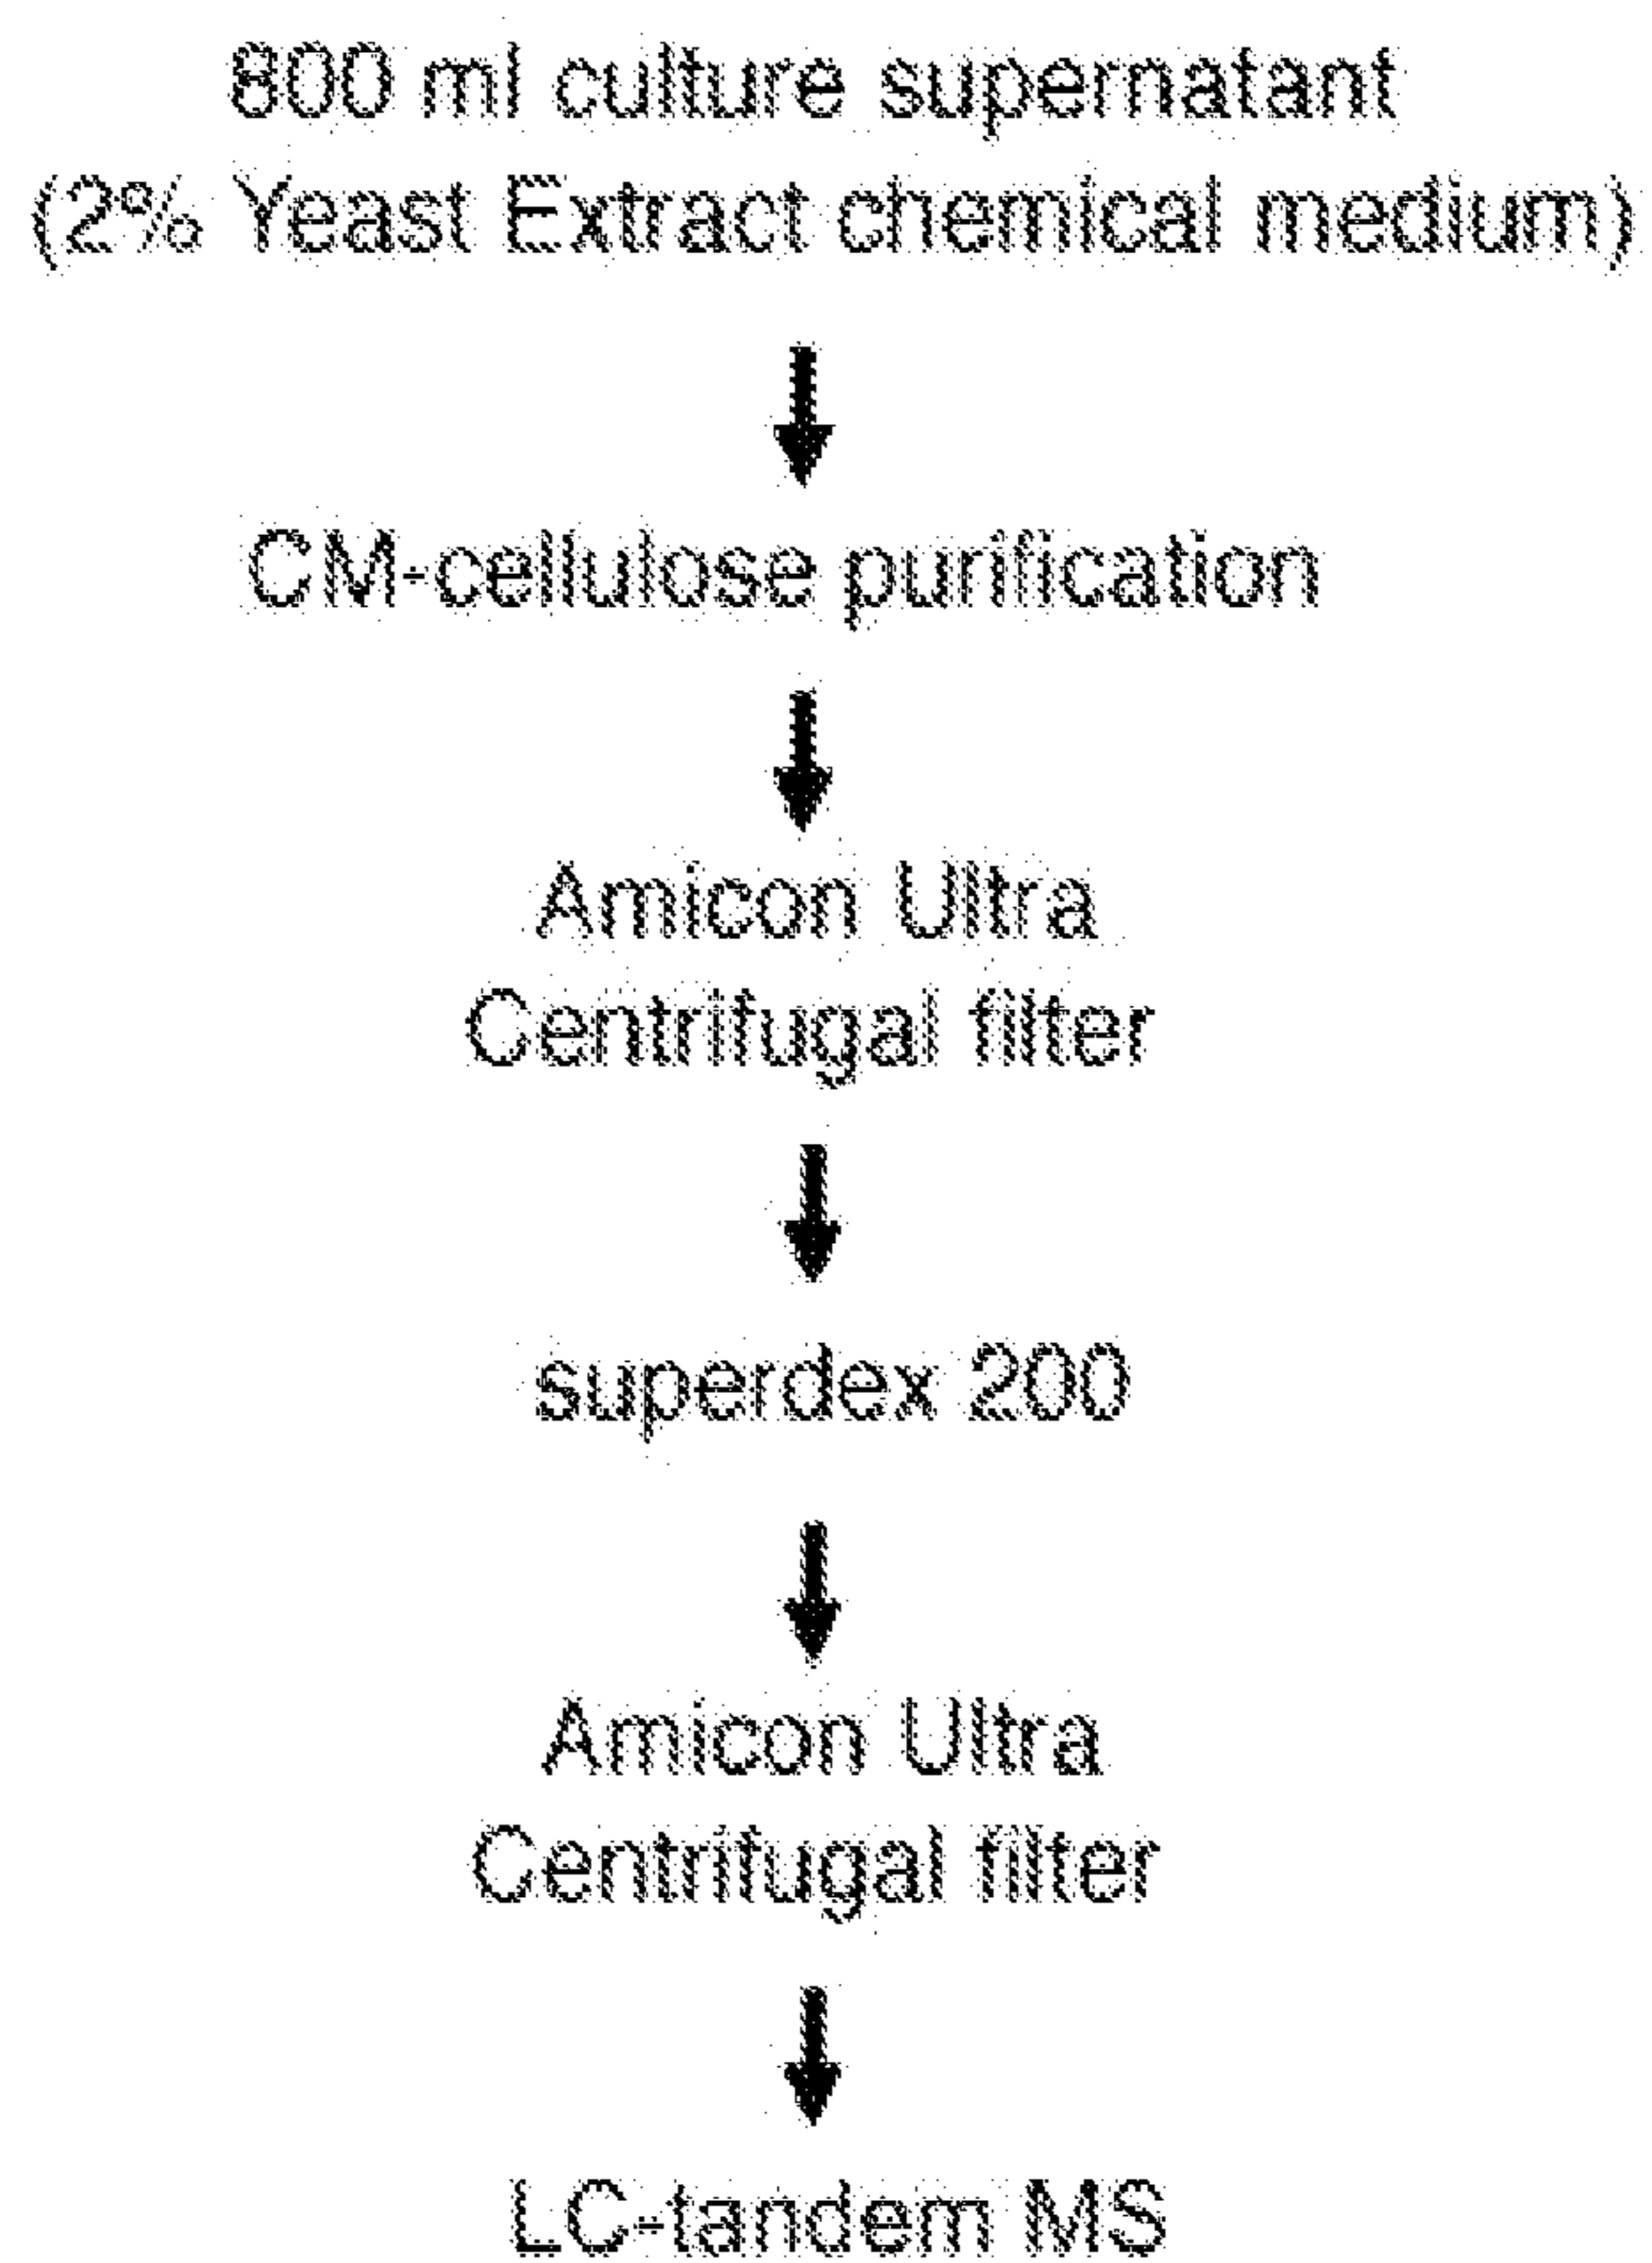 800 ml culture supernatant
(2% Yeast Extract chemical medium)
CM-cellulose purification
Amicon Ultra
Centrifugal filter
superdex 200
Amicon Ultra
Centrifugal filter
LC-tandem MS